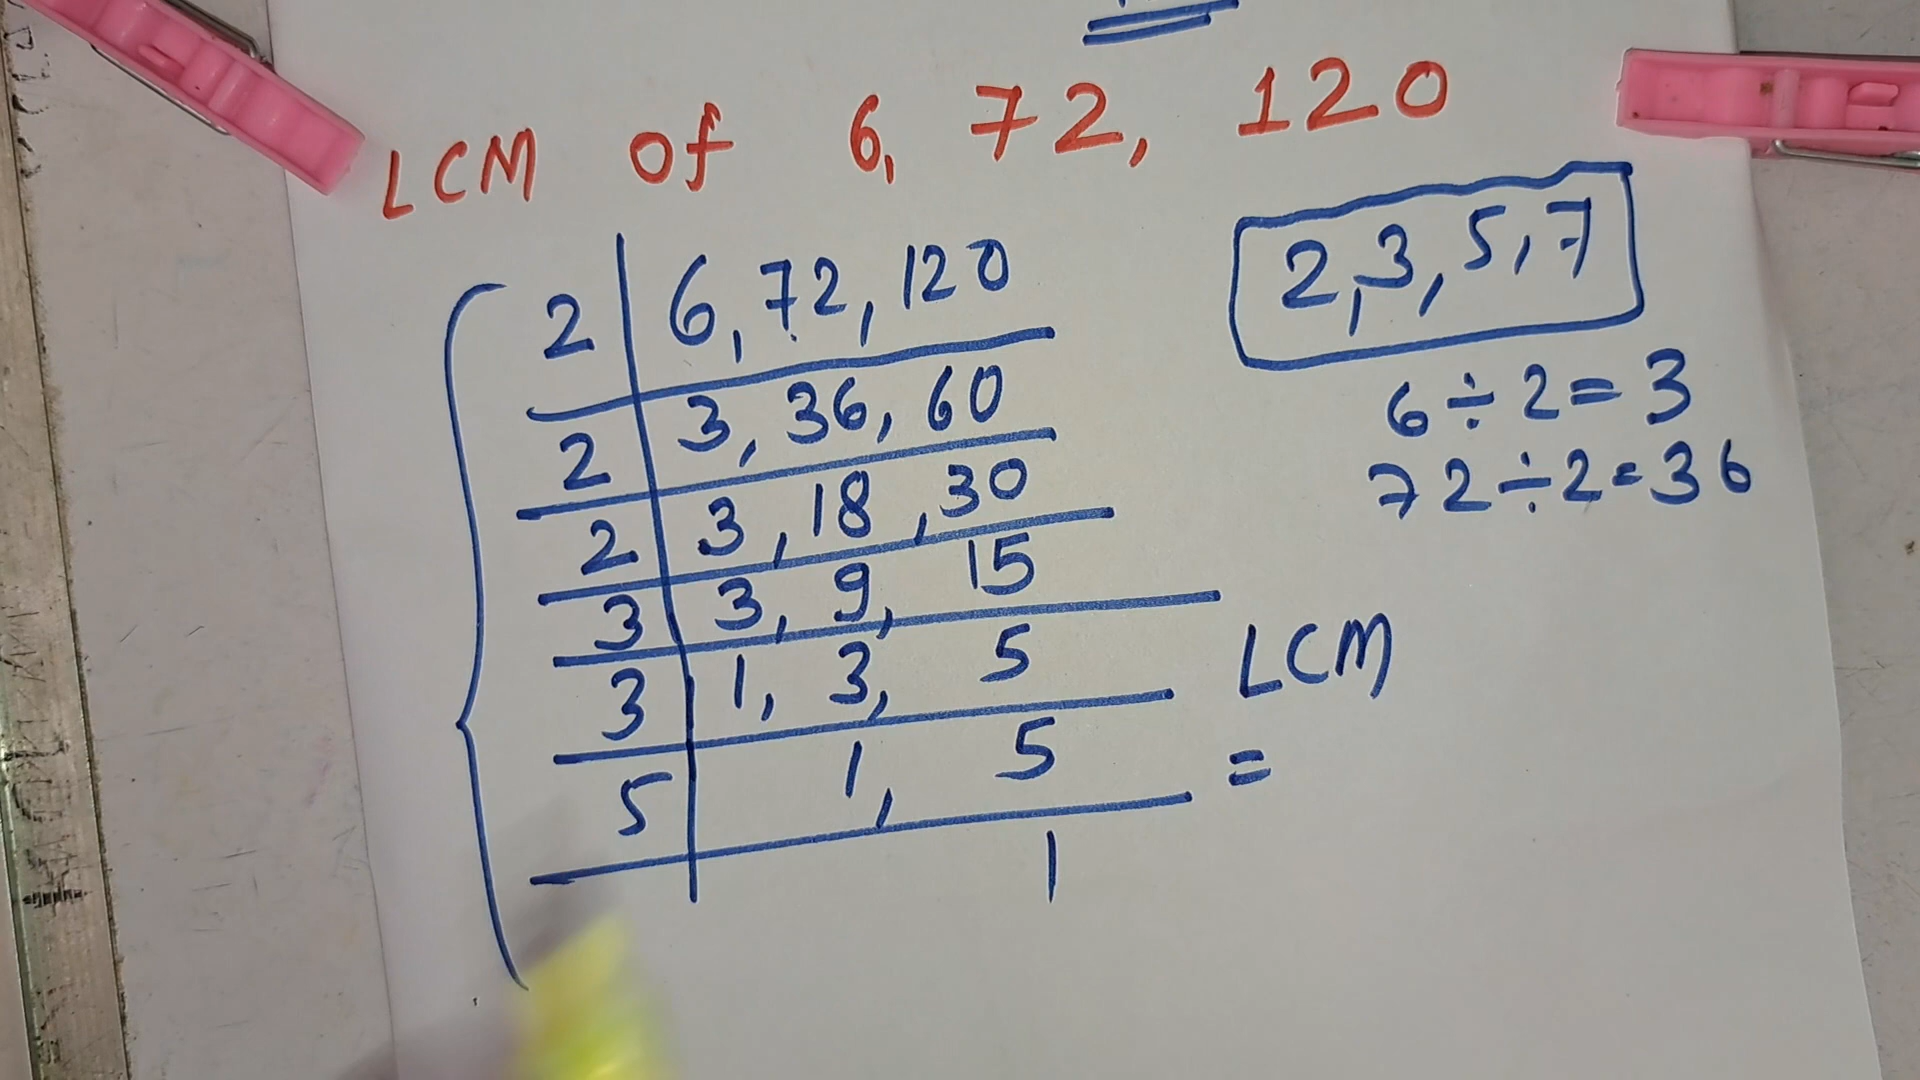 LCM of 6, 72, 120
2 | 6, 72, 120
2 | 3, 36, 60
2 | 3, 18, 30
3 | 3, 9, 15
3 | 1, 3, 5
5 | 1, 5
1
2, 3, 5, 7
6 ÷ 2 = 3
72 ÷ 2 = 36
LCM
=